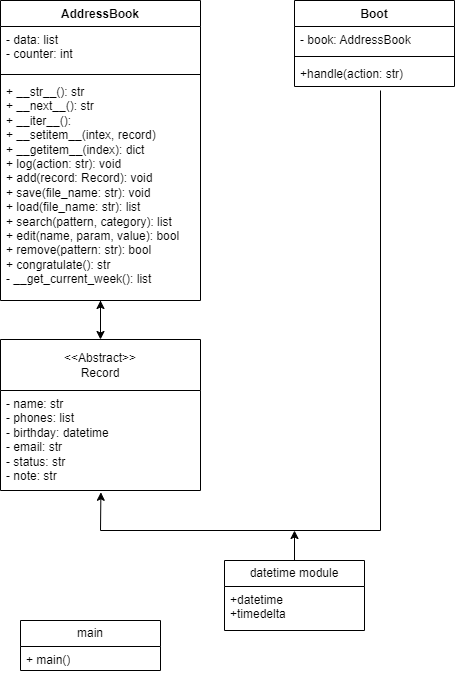 AddressBook
- data: list
- counter: int
+ __str__(): str
+ __next__(): str
+ __iter__():
+ __setitem__(intex, record)
+ __getitem__(index): dict
+ log(action: str): void
+ add(record: Record): void
+ save(file_name: str): void
+ load(file_name: str): list
+ search(pattern, category): list
+ edit(name, param, value): bool
+ remove(pattern: str): bool
+ congratulate(): str
- __get_current_week(): list
Boot
- book: AddressBook
+handle(action: str)
<<Abstract>>
Record
- name: str
- phones: list
- birthday: datetime
- email: str
- status: str
- note: str
datetime module
+datetime
+timedelta
main
+ main()